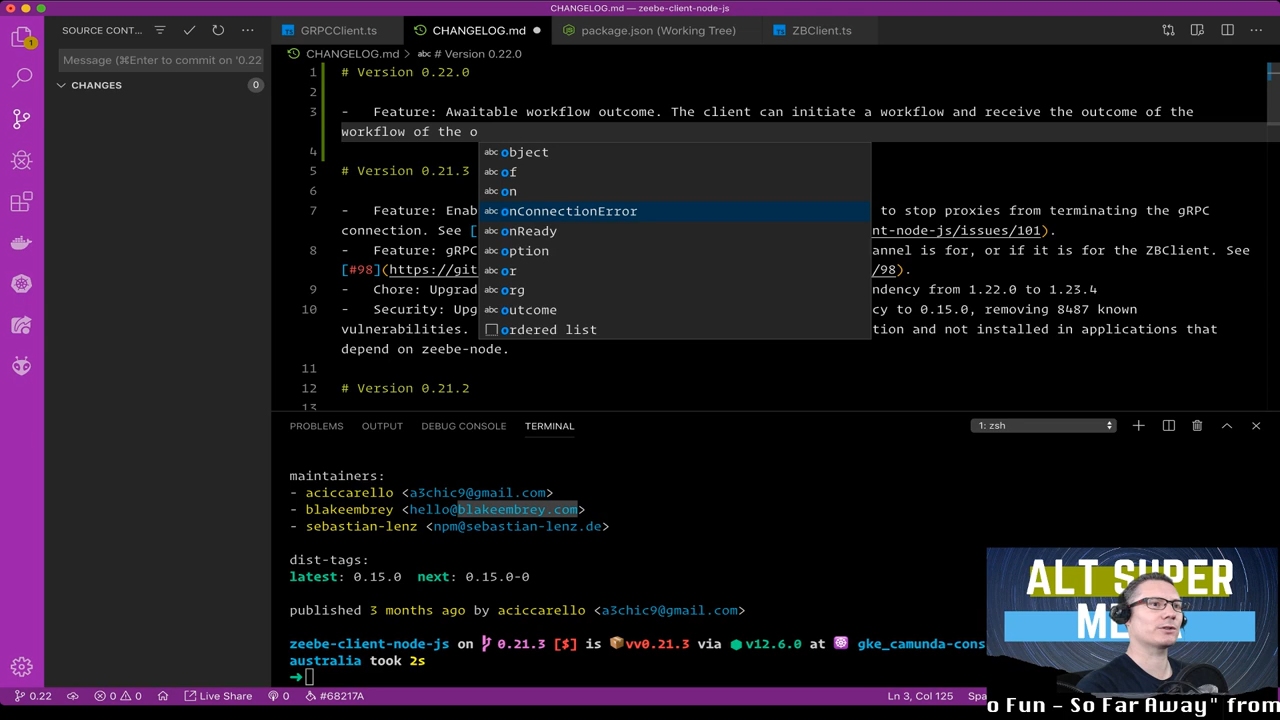 CHANGELOG.md — zeebe-client-node-js
SOURCE CONT...
GRPCClient.ts
CHANGELOG.md
package.json (Working Tree)
ZBClient.ts
1
CHANGELOG.md > abc # Version 0.22.0
Message (⌘Enter to commit on '0.22
CHANGES 0
1 # Version 0.22.0
2
3 - Feature: Awaitable workflow outcome. The client can initiate a workflow and receive the outcome of the
workflow of the o
4
abc object
abc of
abc on
abc onConnectionError
abc onReady
abc option
abc or
abc org
abc outcome
ordered list
5 # Version 0.21.3
6
7 - Feature: Enab to stop proxies from terminating the gRPC
connection. See [ nt-node-js/issues/101).
8 - Feature: gRPC annel is for, or if it is for the ZBClient. See
[#98](https://git /98).
9 - Chore: Upgrad ndency from 1.22.0 to 1.23.4
10 - Security: Upg cy to 0.15.0, removing 8487 known
vulnerabilities. tion and not installed in applications that
depend on zeebe-node.
11
12 # Version 0.21.2
13
PROBLEMS OUTPUT DEBUG CONSOLE TERMINAL 1: zsh
maintainers:
- aciccarello <a3chic9@gmail.com>
- blakeembrey <hello@blakeembrey.com>
- sebastian-lenz <npm@sebastian-lenz.de>
dist-tags:
latest: 0.15.0 next: 0.15.0-0
published 3 months ago by aciccarello <a3chic9@gmail.com>
zeebe-client-node-js on 0.21.3 [$] is vv0.21.3 via v12.6.0 at gke_camunda-cons
australia took 2s
➜
ALT SUPER
ME
0.22 0 0 Live Share 0 #68217A Ln 3, Col 125 Spa
o Fun - So Far Away" from